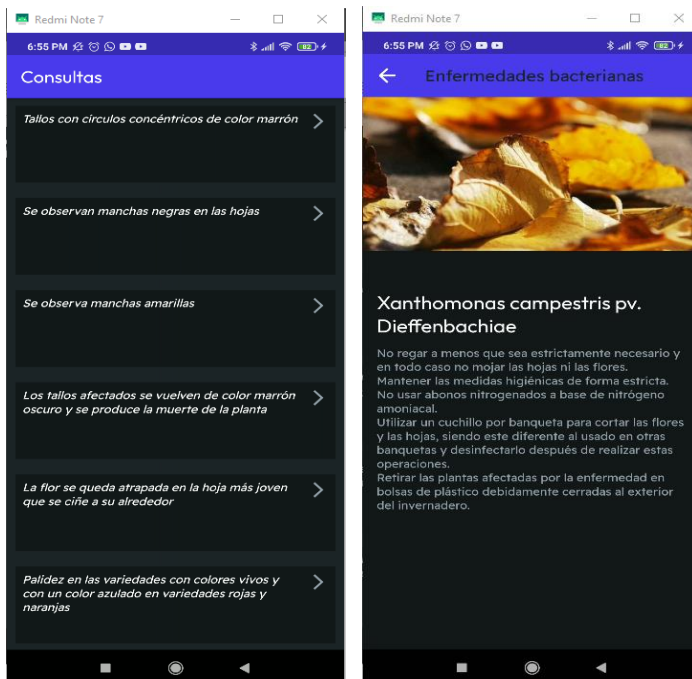 Redmi Note 7
6:55 PM
82
Consultas
Tallos con circulos concéntricos de color marrón
Se observan manchas negras en las hojas
Se observa manchas amarillas
Los tallos afectados se vuelven de color marrón
oscuro y se produce la muerte de la planta
La flor se queda atrapada en la hoja más joven
que se ciñe a su alrededor
Palidez en las variedades con colores vivos y
con un color azulado en variedades rojas y
naranjas
Redmi Note 7
6:55 PM
82
Enfermedades bacterianas
Xanthomonas campestris pv.
Dieffenbachiae
No regar a menos que sea estrictamente necesario y
en todo caso no mojar las hojas ni las flores.
Mantener las medidas higiénicas de forma estricta.
No usar abonos nitrogenados a base de nitrógeno
amoniacal.
Utilizar un cuchillo por banqueta para cortar las flores
y las hojas, siendo este diferente al usado en otras
banquetas y desinfectarlo después de realizar estas
operaciones.
Retirar las plantas afectadas por la enfermedad en
bolsas de plástico debidamente cerradas al exterior
del invernadero.